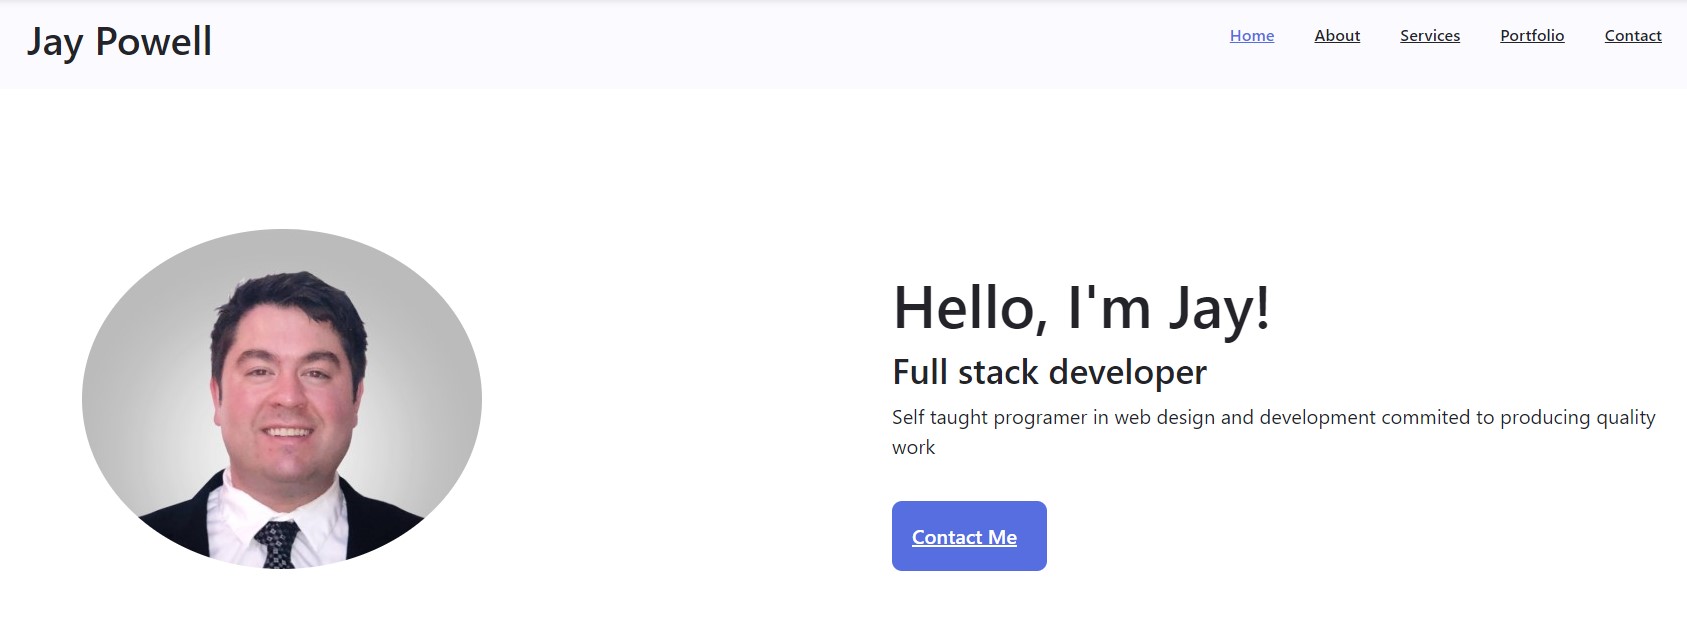 Jay Powell
Home About Services Portfolio Contact
Hello, I'm Jay!
Full stack developer
Self taught programer in web design and development commited to producing quality
work
Contact Me